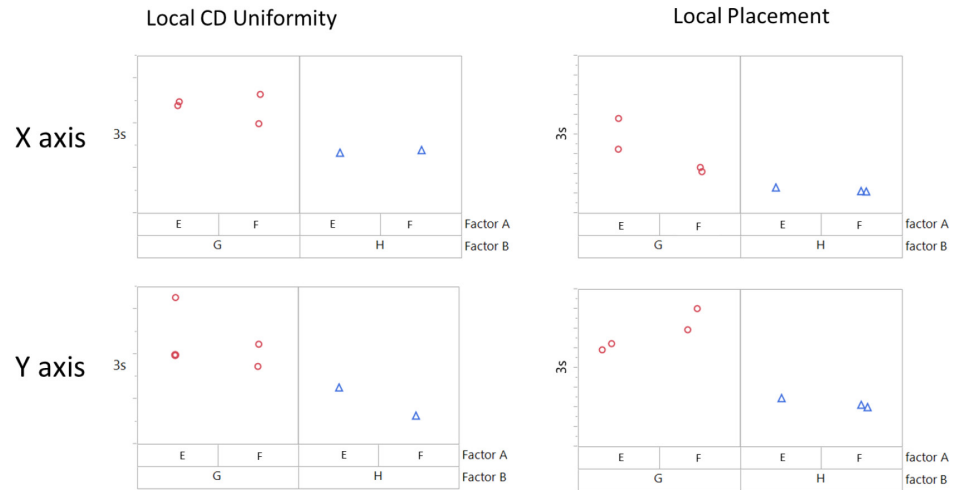 Local CD Uniformity
Local Placement
X axis
3s
E F E F Factor A
G H Factor B
3s
E F E F factor A
G H factor B
Y axis
3s
E F E F Factor A
G H Factor B
3s
E F E F factor A
G H factor B